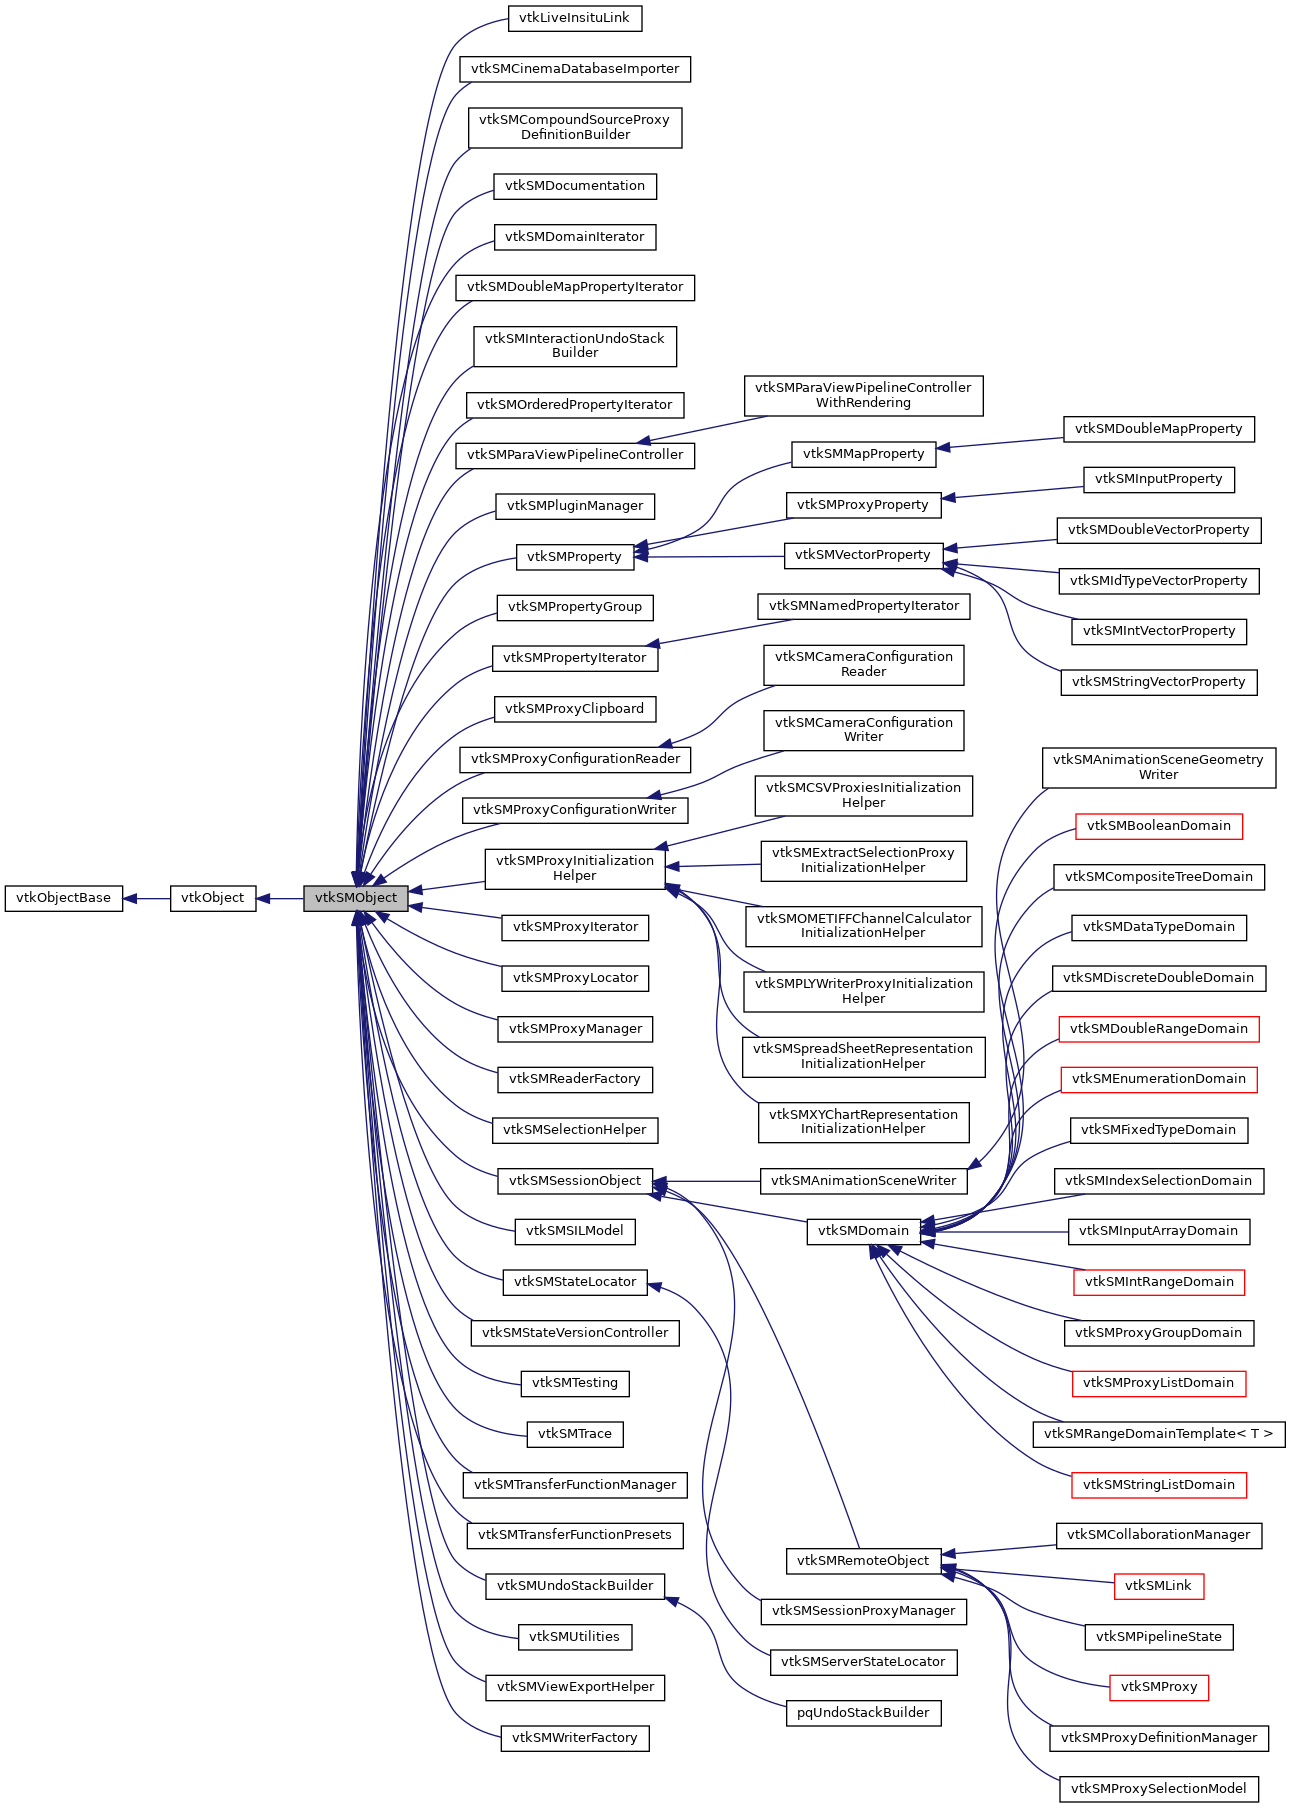 vtkLiveInsituLink
vtkSMCinemaDatabaseImporter
vtkSMCompoundSourceProxy
DefinitionBuilder
vtkSMDocumentation
vtkSMDomainIterator
vtkSMDoubleMapPropertyIterator
vtkSMInteractionUndoStack
Builder
vtkSMOrderedPropertyIterator
vtkSMParaViewPipelineController
vtkSMPluginManager
vtkSMProperty
vtkSMPropertyGroup
vtkSMPropertyIterator
vtkSMProxyClipboard
vtkSMProxyConfigurationReader
vtkSMProxyConfigurationWriter
vtkSMProxyInitialization
Helper
vtkObjectBase
vtkObject
vtkSMObject
vtkSMProxyIterator
vtkSMProxyLocator
vtkSMProxyManager
vtkSMReaderFactory
vtkSMSelectionHelper
vtkSMSessionObject
vtkSMSILModel
vtkSMStateLocator
vtkSMStateVersionController
vtkSMTesting
vtkSMTrace
vtkSMTransferFunctionManager
vtkSMTransferFunctionPresets
vtkSMUndoStackBuilder
vtkSMUtilities
vtkSMViewExportHelper
vtkSMWriterFactory
vtkSMParaViewPipelineController
WithRendering
vtkSMMapProperty
vtkSMProxyProperty
vtkSMVectorProperty
vtkSMNamedPropertyIterator
vtkSMCameraConfiguration
Reader
vtkSMCameraConfiguration
Writer
vtkSMCSVProxiesInitialization
Helper
vtkSMExtractSelectionProxy
InitializationHelper
vtkSMOMETIFFChannelCalculator
InitializationHelper
vtkSMPLYWriterProxyInitialization
Helper
vtkSMSpreadSheetRepresentation
InitializationHelper
vtkSMXYChartRepresentation
InitializationHelper
vtkSMAnimationSceneWriter
vtkSMDomain
vtkSMRemoteObject
vtkSMSessionProxyManager
vtkSMServerStateLocator
pqUndoStackBuilder
vtkSMDoubleMapProperty
vtkSMInputProperty
vtkSMDoubleVectorProperty
vtkSMIdTypeVectorProperty
vtkSMIntVectorProperty
vtkSMStringVectorProperty
vtkSMAnimationSceneGeometry
Writer
vtkSMBooleanDomain
vtkSMCompositeTreeDomain
vtkSMDataTypeDomain
vtkSMDiscreteDoubleDomain
vtkSMDoubleRangeDomain
vtkSMEnumerationDomain
vtkSMFixedTypeDomain
vtkSMIndexSelectionDomain
vtkSMInputArrayDomain
vtkSMIntRangeDomain
vtkSMProxyGroupDomain
vtkSMProxyListDomain
vtkSMRangeDomainTemplate< T >
vtkSMStringListDomain
vtkSMCollaborationManager
vtkSMLink
vtkSMPipelineState
vtkSMProxy
vtkSMProxyDefinitionManager
vtkSMProxySelectionModel